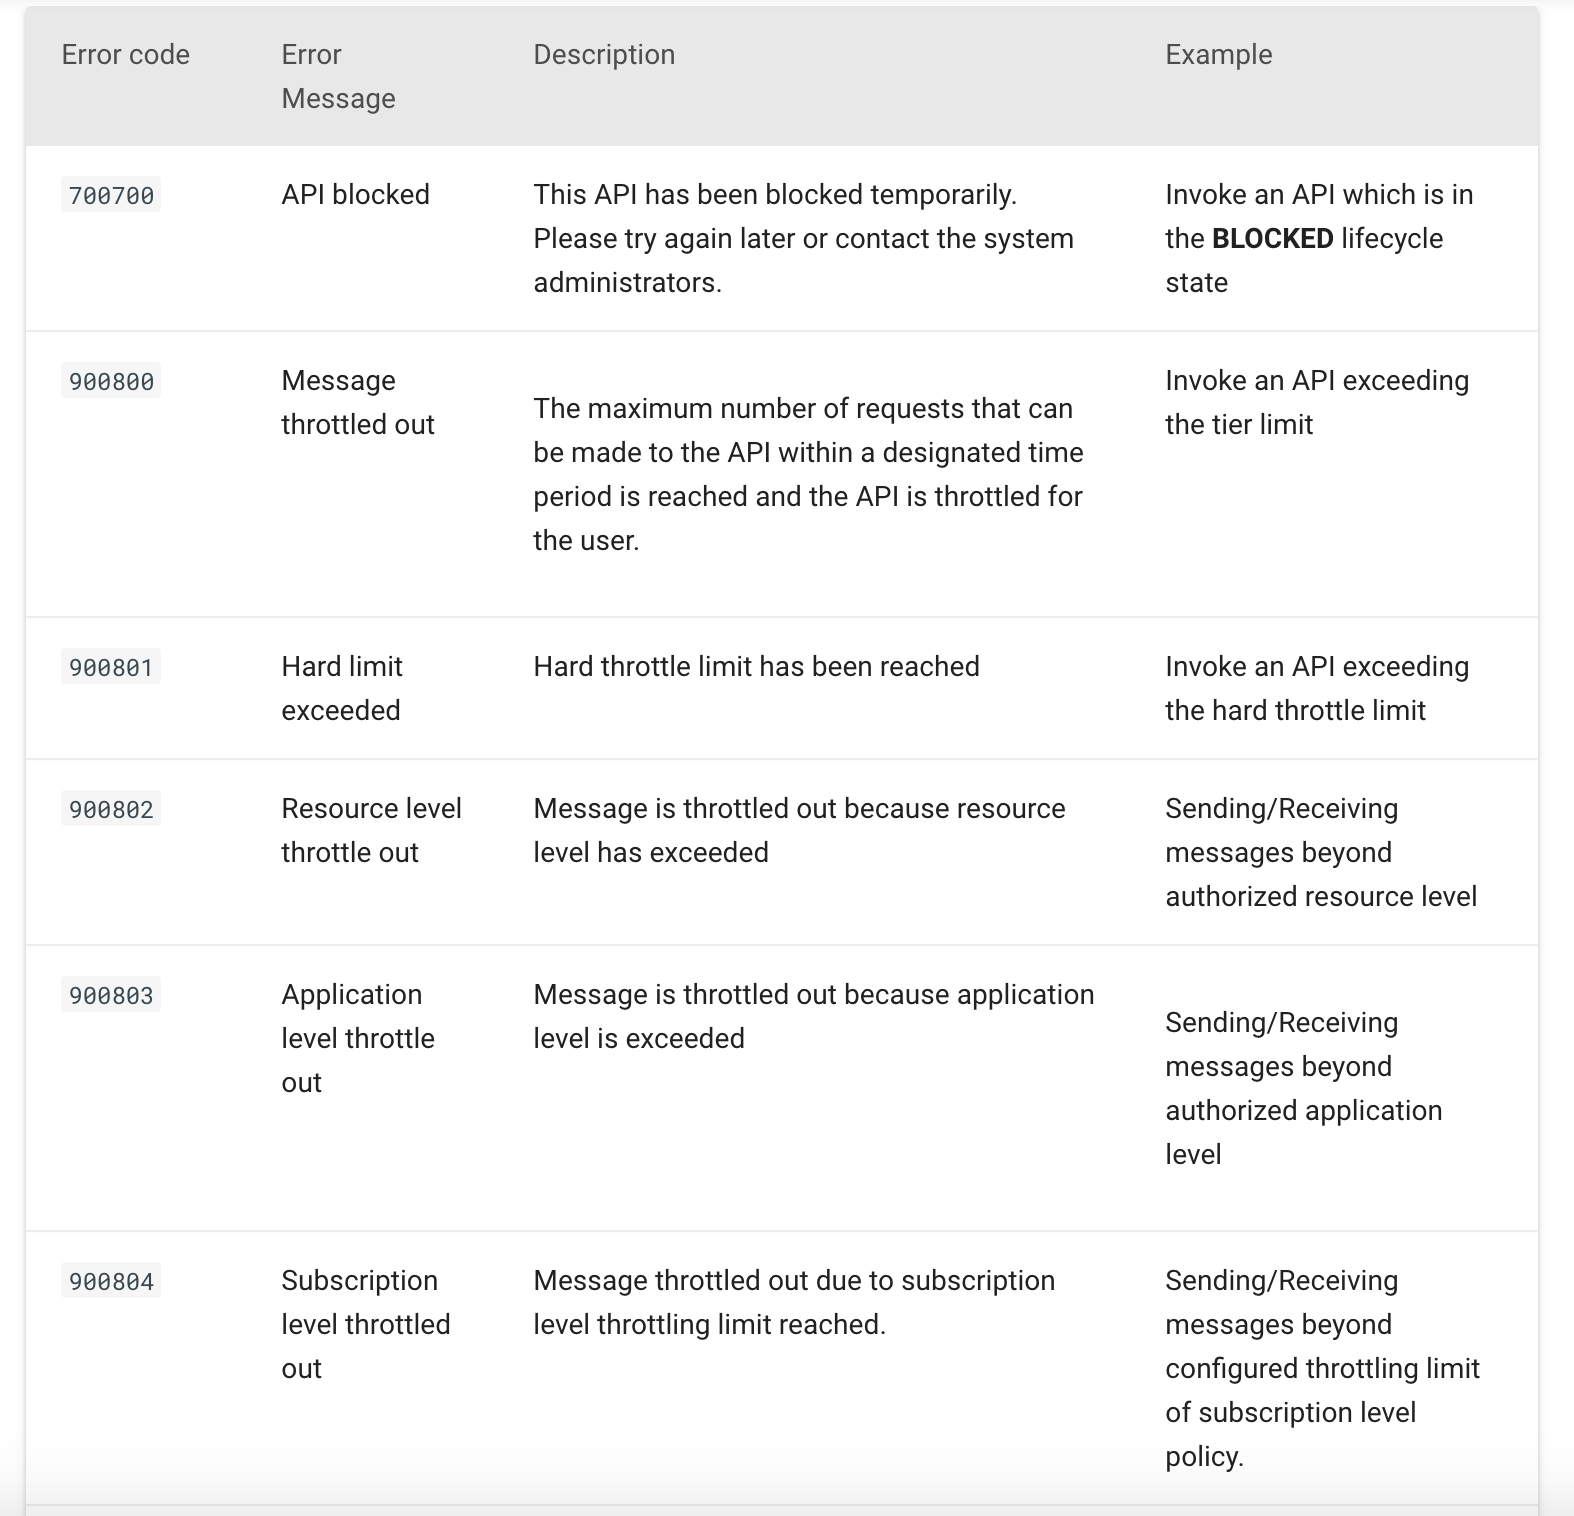 Error code
Error
Message
Description
Example
700700
API blocked
This API has been blocked temporarily.
Please try again later or contact the system
administrators.
Invoke an API which is in
the BLOCKED lifecycle
state
900800
Message
throttled out
The maximum number of requests that can
be made to the API within a designated time
period is reached and the API is throttled for
the user.
Invoke an API exceeding
the tier limit
900801
Hard limit
exceeded
Hard throttle limit has been reached
Invoke an API exceeding
the hard throttle limit
900802
Resource level
throttle out
Message is throttled out because resource
level has exceeded
Sending/Receiving
messages beyond
authorized resource level
900803
Application
level throttle
out
Message is throttled out because application
level is exceeded
Sending/Receiving
messages beyond
authorized application
level
900804
Subscription
level throttled
out
Message throttled out due to subscription
level throttling limit reached.
Sending/Receiving
messages beyond
configured throttling limit
of subscription level
policy.